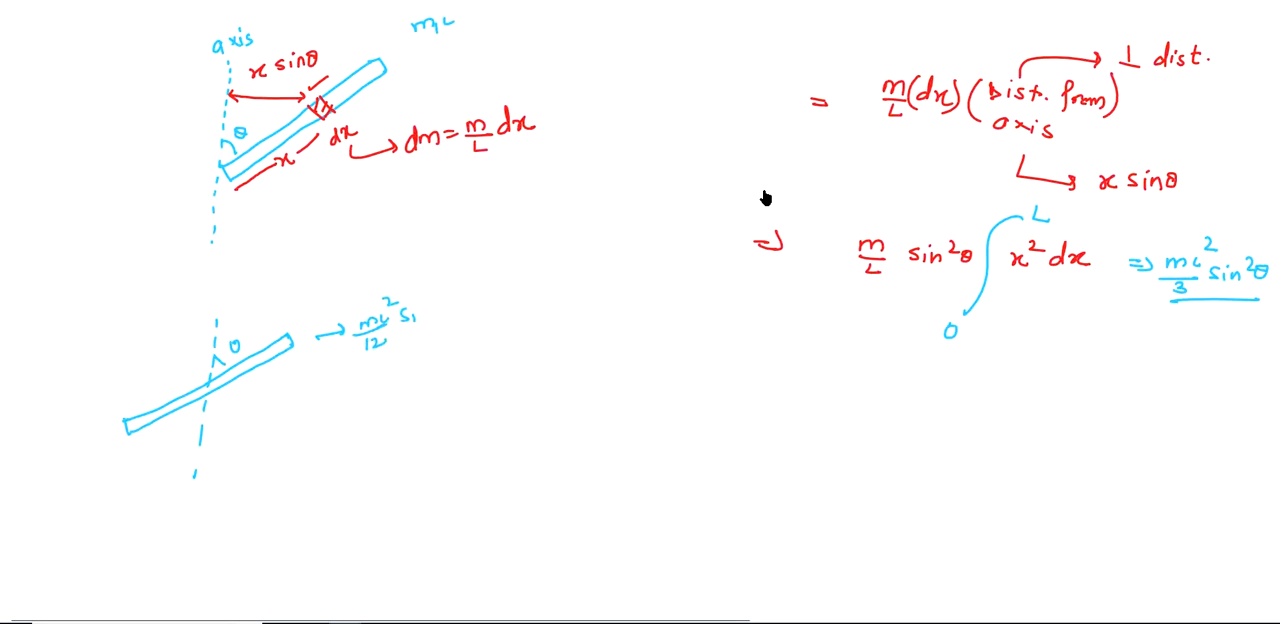 m, L
axis
x sinθ
θ
x
dx
dm = m/L dx
= m/L (dx) (Dist. from axis)
⊥ dist.
x sinθ
⇒ m/L sin²θ ∫₀ᴸ x² dx ⇒ mL²/3 sin²θ
θ
→ mL²/12 Si